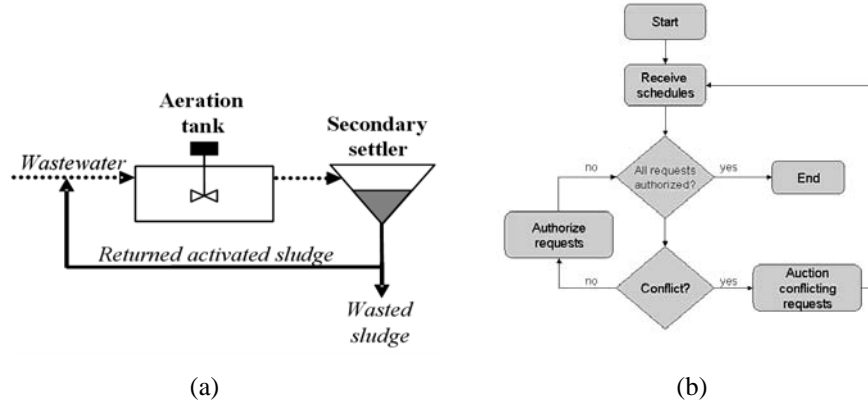 Aeration
tank
Secondary
settler
Wastewater
Returned activated sludge
Wasted
sludge
(a)
Start
Receive
schedules
no
All requests
authorized?
yes
End
Authorize
requests
no
Conflict?
yes
Auction
conflicting
requests
(b)